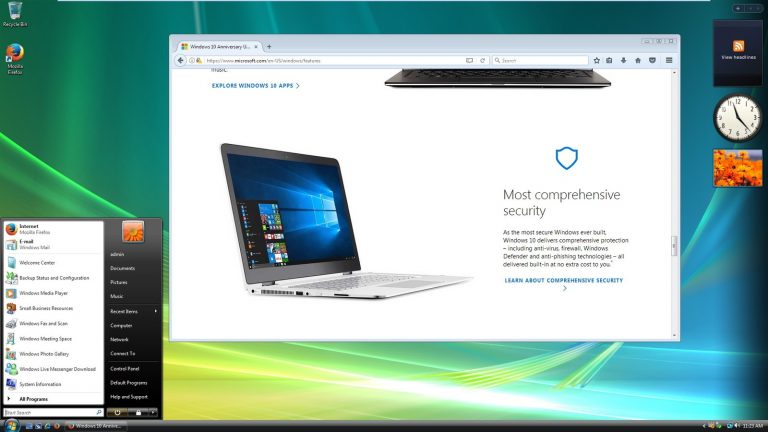 Recycle Bin
Mozilla
Firefox
Windows 10 Anniversary U...
https://www.microsoft.com/en-US/windows/features
Search
music.
EXPLORE WINDOWS 10 APPS
Most comprehensive
security
As the most secure Windows ever built,
Windows 10 delivers comprehensive protection
– including anti-virus, firewall, Windows
Defender and anti-phishing technologies – all
delivered built-in at no extra cost to you.
LEARN ABOUT COMPREHENSIVE SECURITY
View headlines
Internet
Mozilla Firefox
E-mail
Windows Mail
Welcome Center
Backup Status and Configuration
Windows Media Player
Small Business Resources
Windows Fax and Scan
Windows Meeting Space
Windows Photo Gallery
Windows Live Messenger Download
System Information
All Programs
Start Search
admin
Documents
Pictures
Music
Recent Items
Computer
Network
Connect To
Control Panel
Default Programs
Help and Support
Windows 10 Annive...
11:23 AM